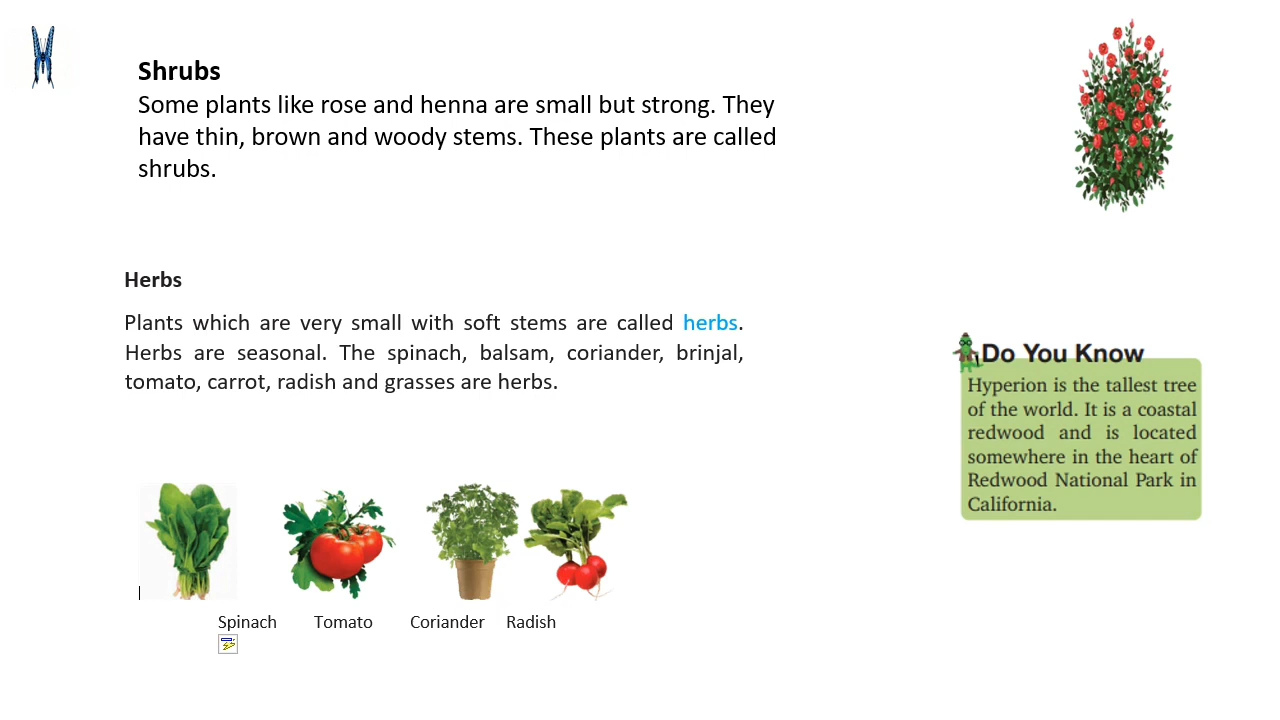 Shrubs
Some plants like rose and henna are small but strong. They
have thin, brown and woody stems. These plants are called
shrubs.
Herbs
Plants which are very small with soft stems are called herbs.
Herbs are seasonal. The spinach, balsam, coriander, brinjal,
tomato, carrot, radish and grasses are herbs.
Do You Know
Hyperion is the tallest tree
of the world. It is a coastal
redwood and is located
somewhere in the heart of
Redwood National Park in
California.
Spinach Tomato Coriander Radish